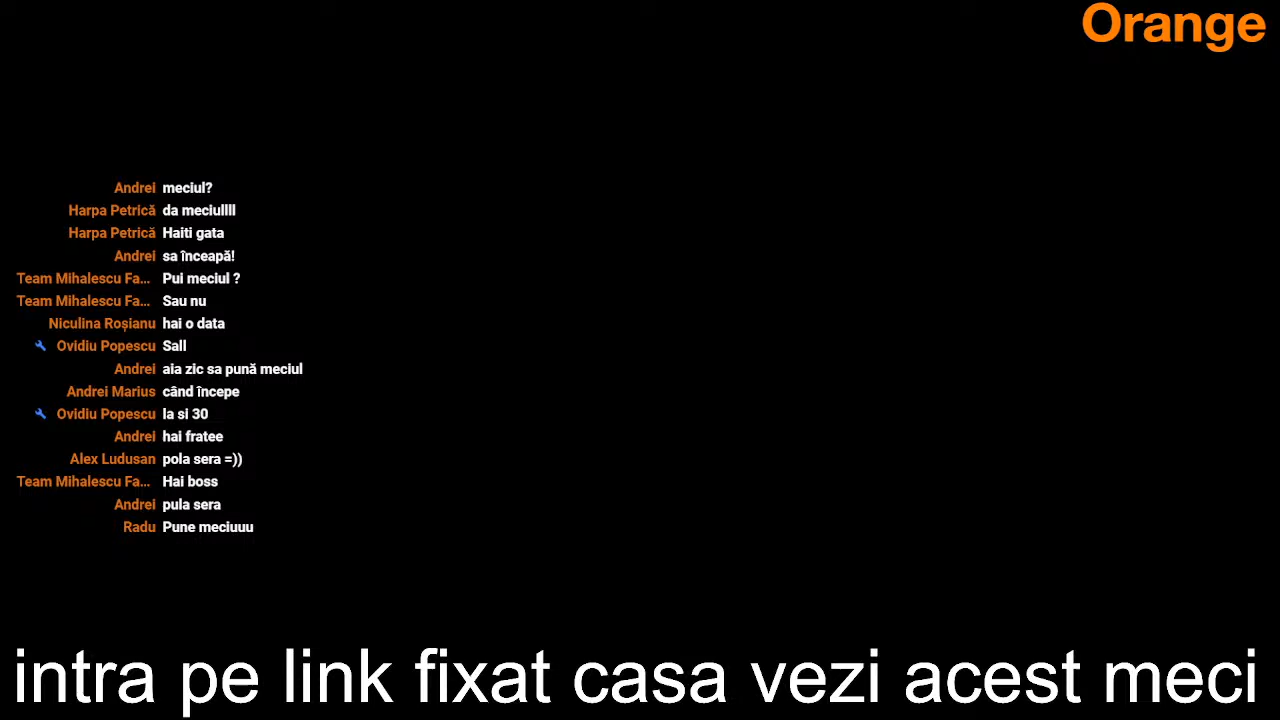 Orange
Andrei meciul?
Harpa Petrică da meciullll
Harpa Petrică Haiti gata
Andrei sa înceapă!
Team Mihalescu Fa... Pui meciul ?
Team Mihalescu Fa... Sau nu
Niculina Roșianu hai o data
Ovidiu Popescu Sall
Andrei aia zic sa pună meciul
Andrei Marius când începe
Ovidiu Popescu la si 30
Andrei hai fratee
Alex Ludusan pola sera =))
Team Mihalescu Fa... Hai boss
Andrei pula sera
Radu Pune meciuuu
intra pe link fixat casa vezi acest meci